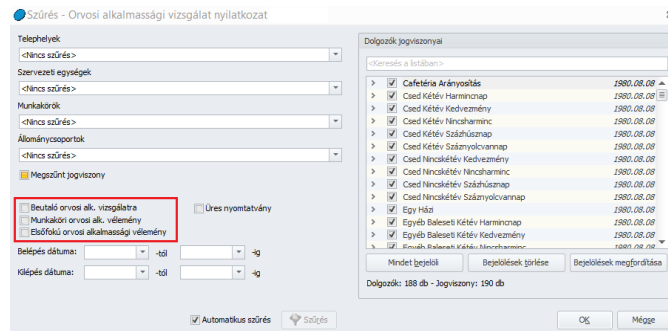 Szűrés - Orvosi alkalmassági vizsgálat nyilatkozat
Telephelyek
<Nincs szűrés>
Szervezeti egységek
<Nincs szűrés>
Munkakörök
<Nincs szűrés>
Állománycsoportok
<Nincs szűrés>
Megszűnt jogviszony
Beutaló orvosi alk. vizsgálatra
Üres nyomtatvány
Munkaköri orvosi alk. vélemény
Elsőfokú orvosi alkalmassági vélemény
Belépés dátuma: -tól -ig
Kilépés dátuma: -tól -ig
Automatikus szűrés
Szűrés
Dolgozók jogviszonyai
<Keresés a listában>
Cafetéria Arányosítás 1980.08.08
Csed Kétév Harmincnap 1980.08.08
Csed Kétév Kedvezmény 1980.08.08
Csed Kétév Nincsharminc 1980.08.08
Csed Kétév Százhúsznap 1980.08.08
Csed Kétév Száznyolcvannap 1980.08.08
Csed Nincskétév Kedvezmény 1980.08.08
Csed Nincskétév Nincsharminc 1980.08.08
Csed Nincskétév Százhúsznap 1980.08.08
Csed Nincskétév Száznyolcvannap 1980.08.08
Egy Házi 1980.08.08
Egyéb Baleseti Kétév Harmincnap 1980.08.08
Egyéb Baleseti Kétév Kedvezmény 1980.08.08
Egyéb Baleseti Kétév Nincsharminc 1980.08.08
Mindet bejelöli
Bejelölések törlése
Bejelölések megfordítása
Dolgozók: 188 db - Jogviszony: 190 db
OK
Mégse